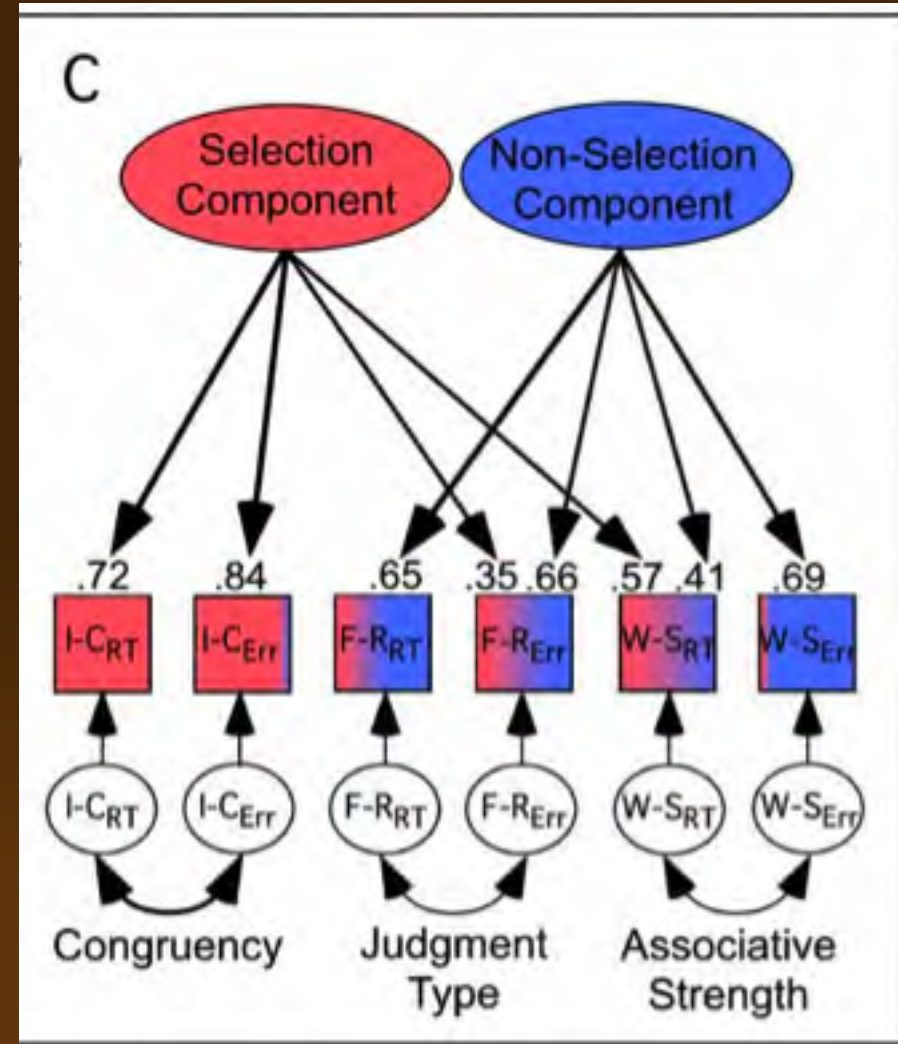 C
Selection
Component
Non-Selection
Component
.72 .84 .65 .35 .66 .57 .41 .69
I-CRT I-CErr F-RRT F-RErr W-SRT W-SErr
I-CRT I-CErr F-RRT F-RErr W-SRT W-SErr
Congruency
Judgment
Type
Associative
Strength